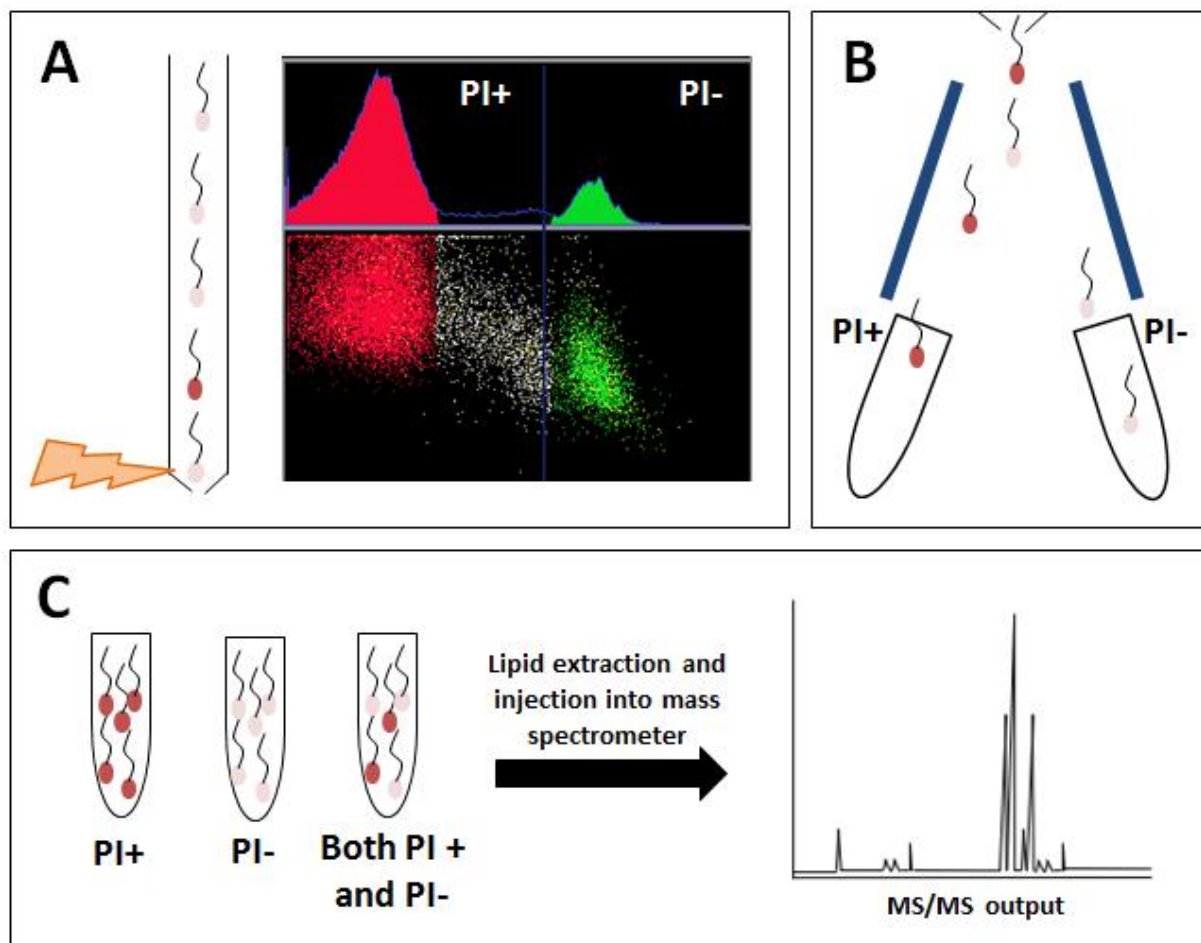 A
PI+
PI-
B
PI+
PI-
C
PI+
PI-
Both PI +
and PI-
Lipid extraction and
injection into mass
spectrometer
MS/MS output